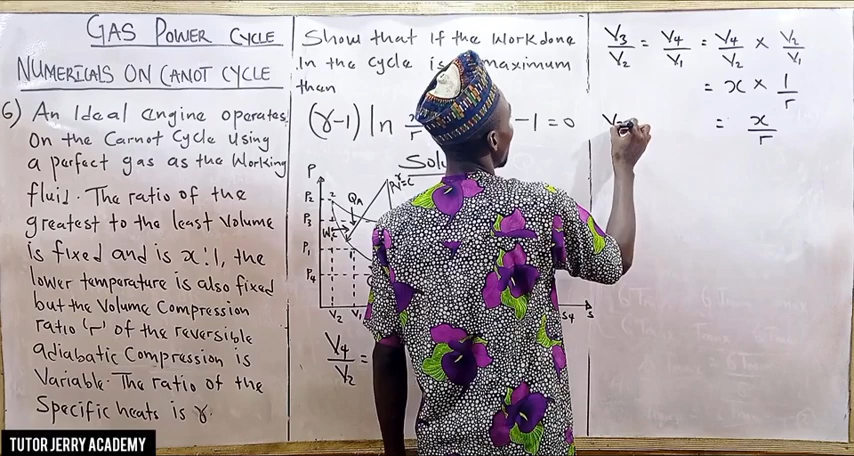 GAS POWER CYCLE
NUMERICALS ON CANOT CYCLE
6) An Ideal engine operates
On the Carnot Cycle Using
a perfect gas as the Working
fluid. The ratio of the
greatest to the least Volume
is fixed and is x:1, the
lower temperature is also fixed
but the Volume Compression
ratio 'r' of the reversible
adiabatic Compression is
Variable. The ratio of the
Specific heats is γ.
Show that if the Workdone
In the cycle is maximum
then
(γ-1) ln -1 = 0
P
P2
P3
P1
P4
2
QA
V2 V1 S
V4/V2 =
V3/V2 = V4/V1 = V4/V2 × V2/V1
= x × 1/r
= x/r
TUTOR JERRY ACADEMY